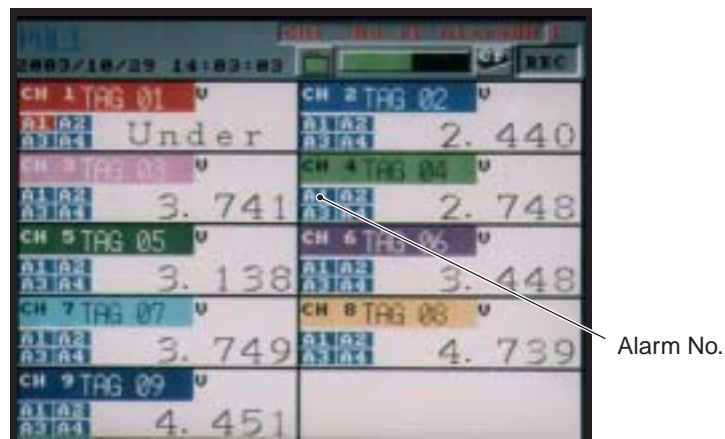 2003/10/29 14:03:03 REC
CH 1 TAG 01 U
A1 A2
A3 A4
Under
CH 2 TAG 02 U
A1 A2
A3 A4
2. 440
CH 3 TAG 03 U
A1 A2
A3 A4
3. 741
CH 4 TAG 04 U
A1 A2
A3 A4
2. 748
CH 5 TAG 05 U
A1 A2
A3 A4
3. 138
CH 6 TAG 06 U
A1 A2
A3 A4
3. 448
CH 7 TAG 07 U
A1 A2
A3 A4
3. 749
CH 8 TAG 08 U
A1 A2
A3 A4
4. 739
Alarm No.
CH 9 TAG 09 U
A1 A2
A3 A4
4. 451